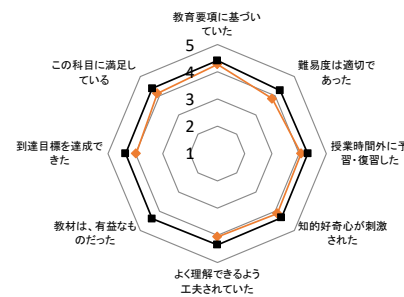 教育要項に基づい
ていた
難易度は適切で
あった
授業時間外に予
習・復習した
知的好奇心が刺激
された
よく理解できるよう
工夫されていた
教材は、有益なも
のだった
到達目標を達成で
きた
この科目に満足し
ている
5
4
3
2
1